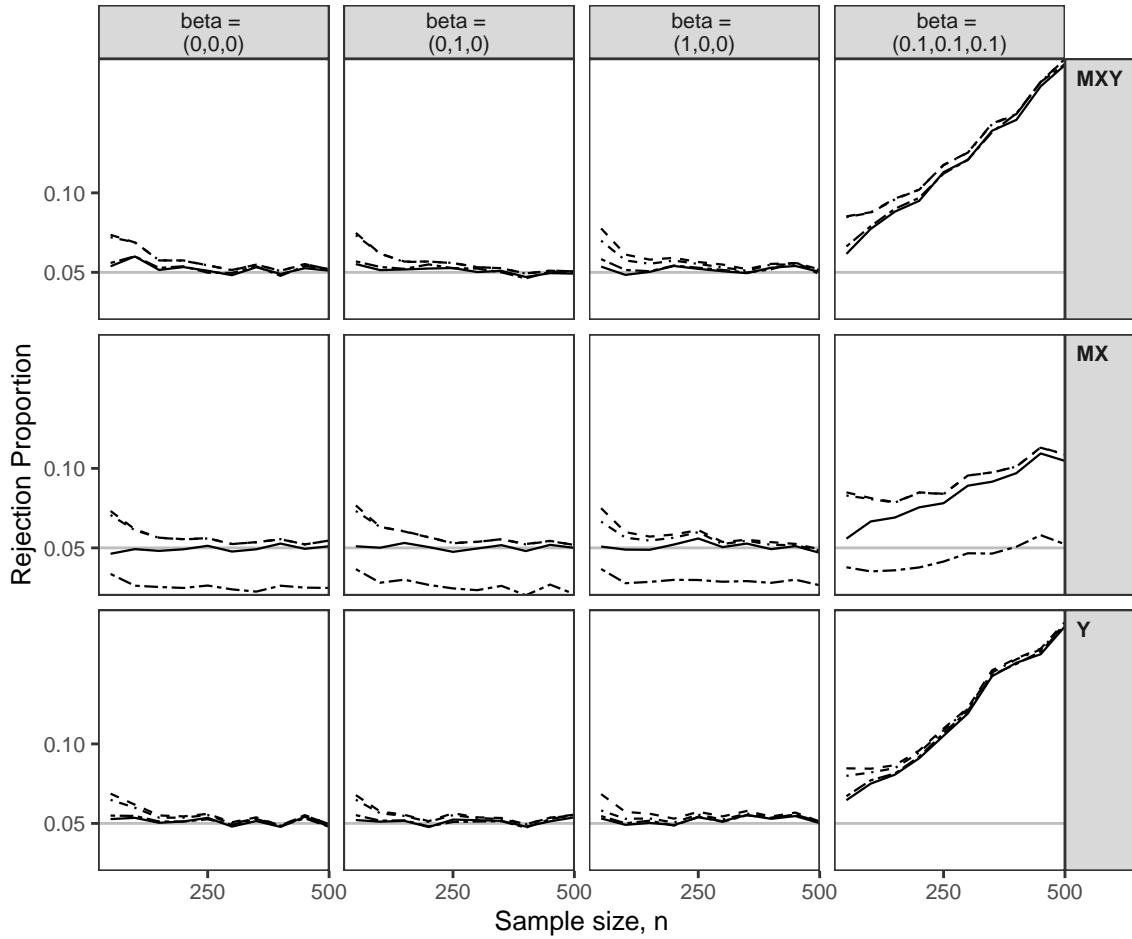 beta =
(0,0,0)
beta =
(0,1,0)
beta =
(1,0,0)
beta =
(0.1,0.1,0.1)
MXY
0.10
0.05
MX
0.10
0.05
Y
0.10
0.05
Rejection Proportion
250
500
250
500
250
500
250
500
Sample size, n